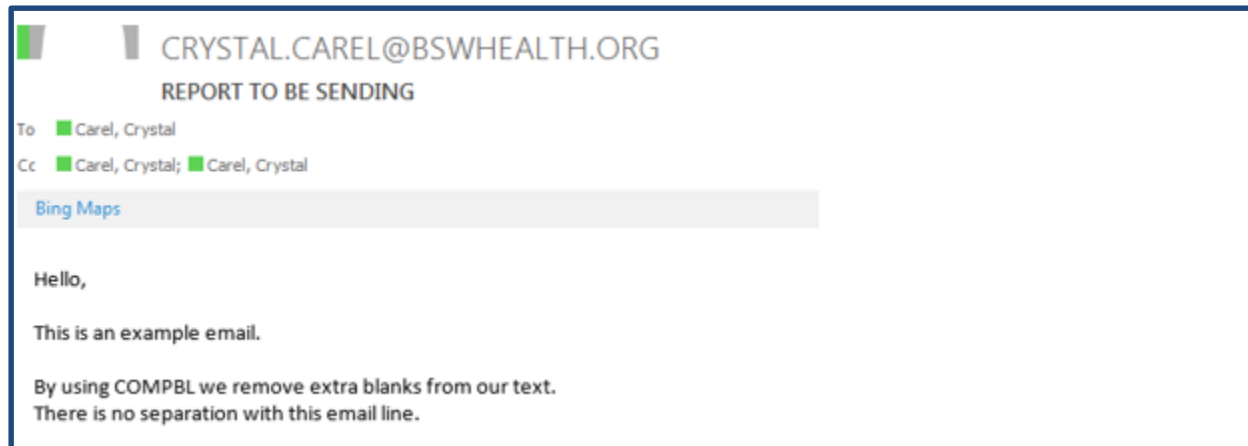 CRYSTAL.CAREL@BSWHEALTH.ORG
REPORT TO BE SENDING
To Carel, Crystal
Cc Carel, Crystal; Carel, Crystal
Bing Maps
Hello,
This is an example email.
By using COMPBL we remove extra blanks from our text.
There is no separation with this email line.